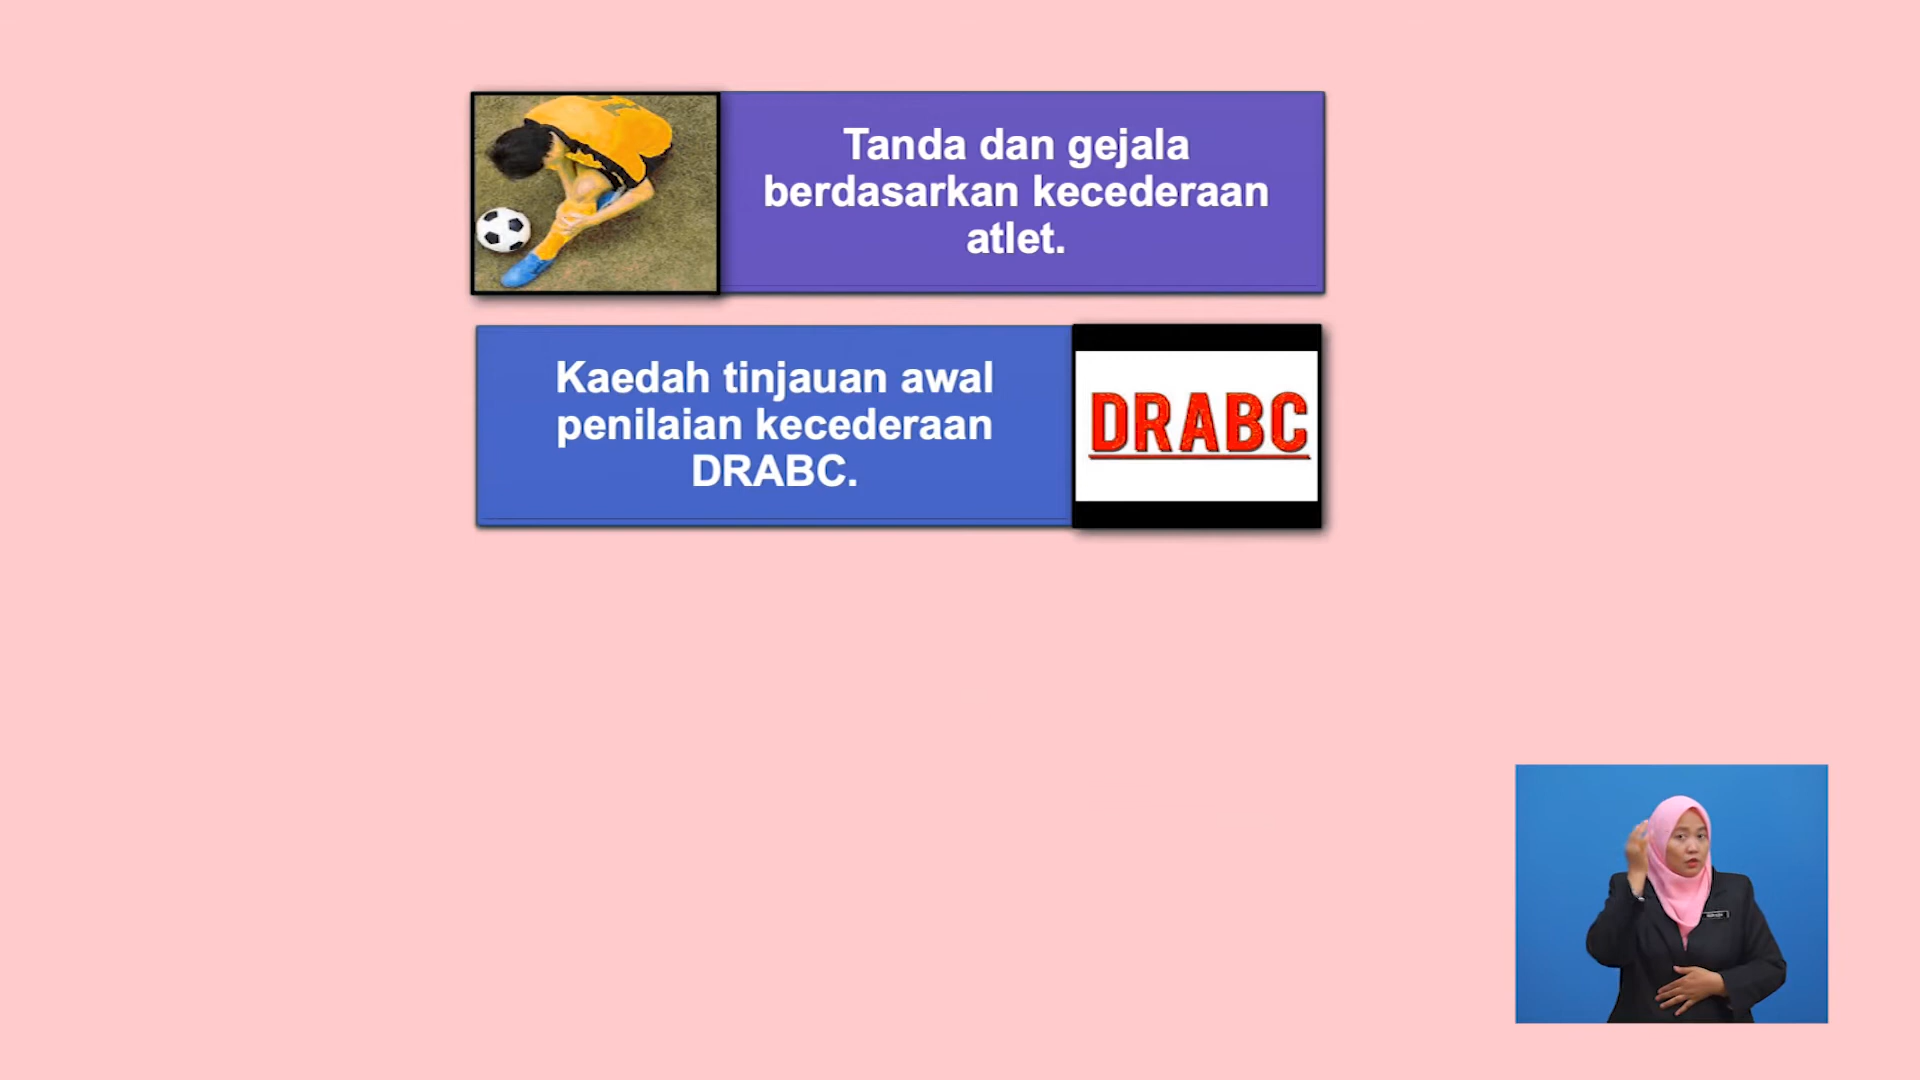 Tanda dan gejala
berdasarkan kecederaan
atlet.
Kaedah tinjauan awal
penilaian kecederaan
DRABC.
DRABC